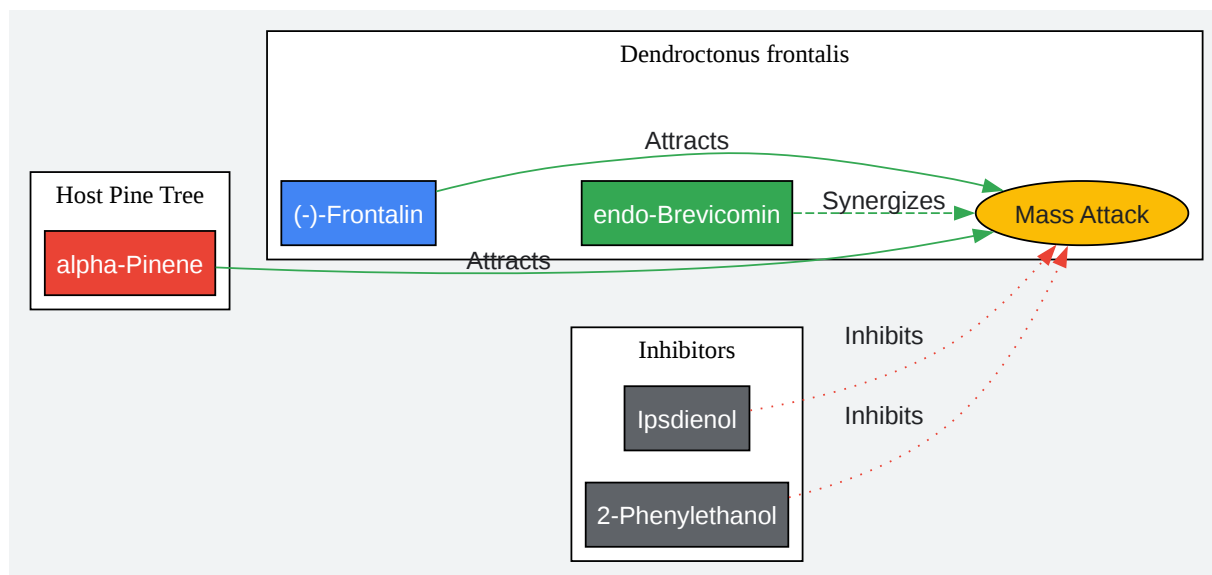 Dendroctonus frontalis
Attracts
Host Pine Tree
(-)-Frontalin
endo-Brevicomin
Synergizes
Mass Attack
alpha-Pinene
Attracts
Inhibitors
Inhibits
Ipsdienol
Inhibits
2-Phenylethanol